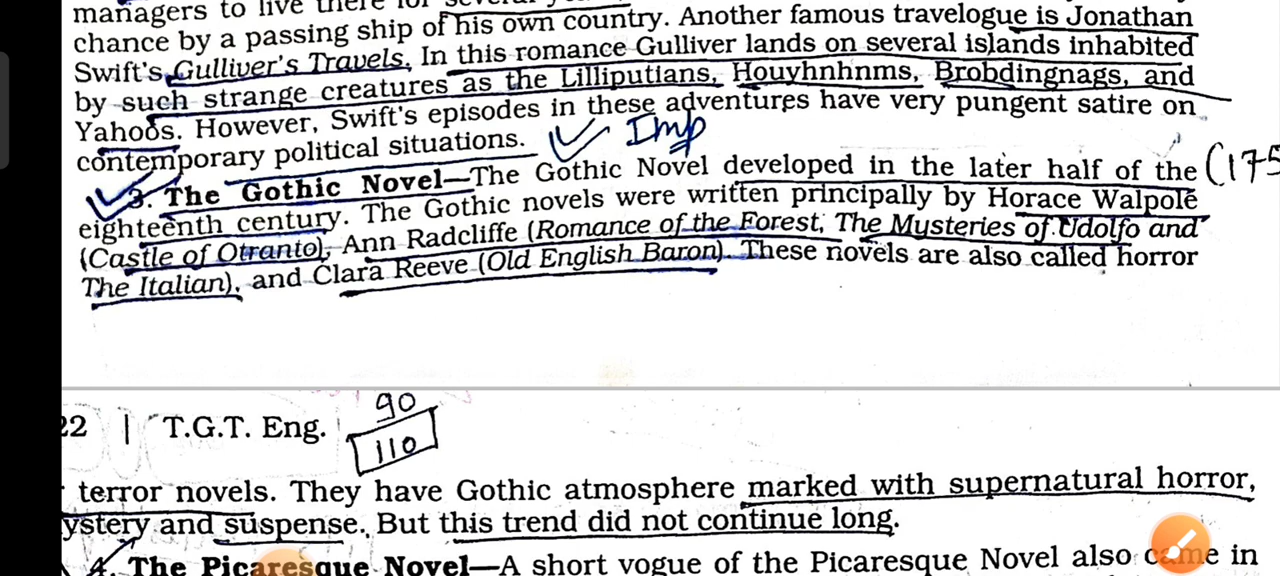 managers to live there for several
chance by a passing ship of his own country. Another famous travelogue is Jonathan
Swift's Gulliver's Travels. In this romance Gulliver lands on several islands inhabited
by such strange creatures as the Lilliputians, Houyhnhnms, Brobdingnags, and
Yahoos. However, Swift's episodes in these adventures have very pungent satire on
contemporary political situations. Imp
3. The Gothic Novel—The Gothic Novel developed in the later half of the (175
eighteenth century. The Gothic novels were written principally by Horace Walpole
(Castle of Otranto), Ann Radcliffe (Romance of the Forest, The Mysteries of Udolfo and
The Italian), and Clara Reeve (Old English Baron). These novels are also called horror
22 | T.G.T. Eng. 90
110
terror novels. They have Gothic atmosphere marked with supernatural horror,
ystery and suspense. But this trend did not continue long.
4. The Picaresque Novel—A short vogue of the Picaresque Novel also came in